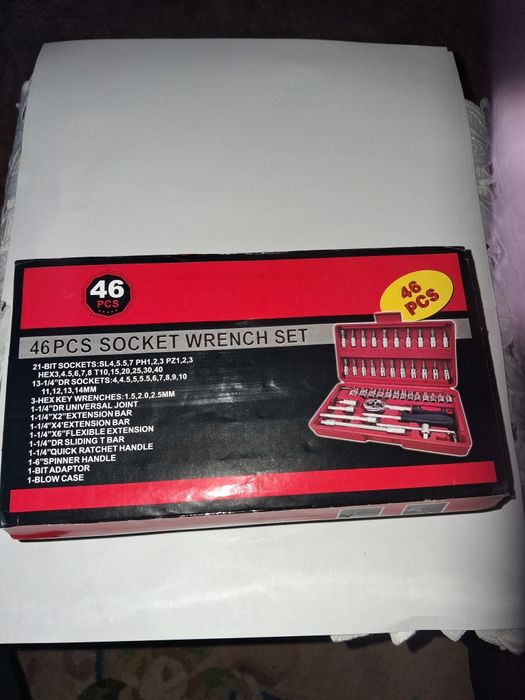 46
PCS
46 PCS
46PCS SOCKET WRENCH SET
21-BIT SOCKETS:SL4,5.5,7 PH1,2,3 PZ1,2,3
HEX3,4.5.6,7,8 T10,15,20,25,30,40
13-1/4"DR SOCKETS:4,4.5,5,5.5,6,7,8,9,10
11,12,13,14MM
3-HEX KEY WRENCHES:1.5,2.0.2.5MM
1-1/4"DR UNIVERSAL JOINT
1-1/4"X2"EXTENSION BAR
1-1/4"X4'EXTENSION BAR
1-1/4"X6"FLEXIBLE EXTENSION
1-1/4"DR SLIDING T BAR
1-1/4"QUICK RATCHET HANDLE
1-6"SPINNER HANDLE
1-BIT ADAPTOR
1-BLOW CASE